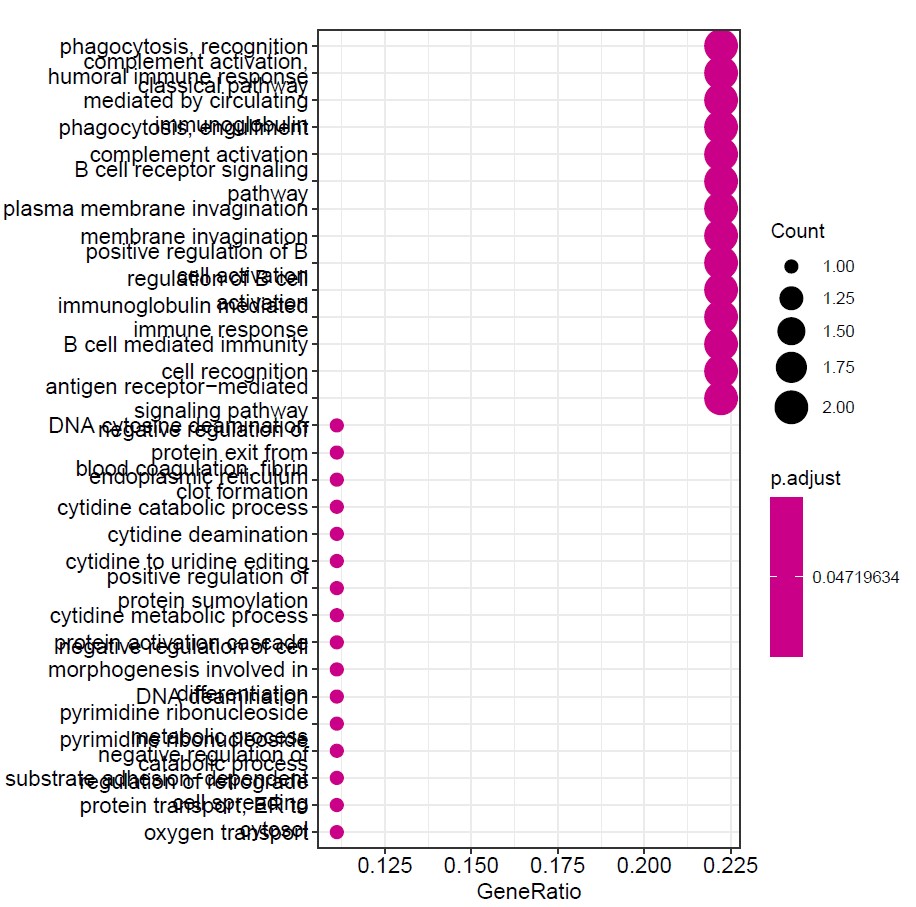 phagocytosis, recognition
complement activation,
classical pathway
humoral immune response
mediated by circulating
immunoglobulin
phagocytosis, engulfment
complement activation
B cell receptor signaling
pathway
plasma membrane invagination
membrane invagination
positive regulation of B
cell activation
regulation of B cell
activation
immunoglobulin mediated
immune response
B cell mediated immunity
cell recognition
antigen receptor−mediated
signaling pathway
DNA cytosine deamination
negative regulation of
protein exit from
endoplasmic reticulum
blood coagulation, fibrin
clot formation
cytidine catabolic process
cytidine deamination
cytidine to uridine editing
positive regulation of
protein sumoylation
cytidine metabolic process
protein activation cascade
negative regulation of cell
morphogenesis involved in
differentiation
DNA deamination
pyrimidine ribonucleoside
metabolic process
pyrimidine ribonucleoside
catabolic process
negative regulation of
substrate adhesion−dependent
cell spreading
regulation of retrograde
protein transport, ER to
cytosol
oxygen transport
0.125
0.150
0.175
0.200
0.225
GeneRatio
Count
1.00
1.25
1.50
1.75
2.00
p.adjust
0.04719634